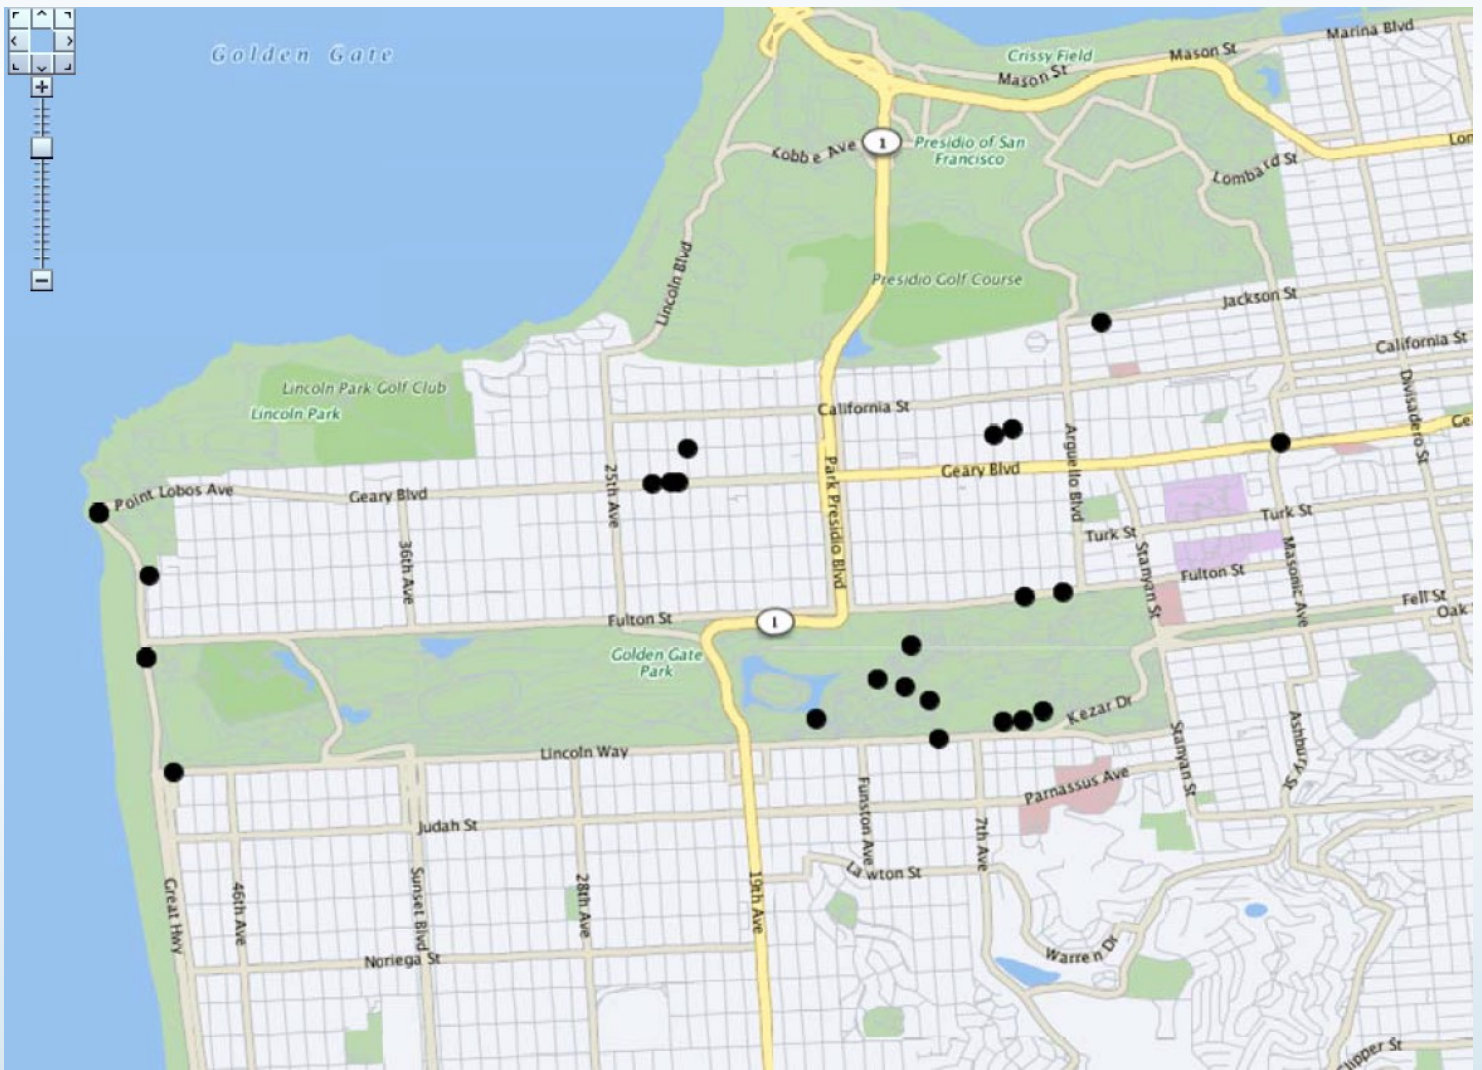 Golden Gate
Crissy Field
Mason St
Mason St
Marina Blvd
Kobbe Ave
1
Presidio of San
Francisco
Lombard St
Lon
Lincoln Blvd
Presidio Golf Course
Jackson St
California St
Lincoln Park Golf Club
Lincoln Park
California St
Divisadero St
Ge
Point Lobos Ave
Geary Blvd
25th Ave
Park Presidio Blvd
Geary Blvd
Arguello Blvd
Turk St
Turk St
36th Ave
Stanyan St
Fulton St
Masonic Ave
Fell St
Oak
Fulton St
1
Golden Gate
Park
Kezar Dr
Lincoln Way
Stanyan St
Ashbury St
Parnassus Ave
Funston Ave
Judah St
7th Ave
Lawton St
Great Hwy
46th Ave
Sunset Blvd
28th Ave
19th Ave
Noriega St
Warren Dr
Clipper St